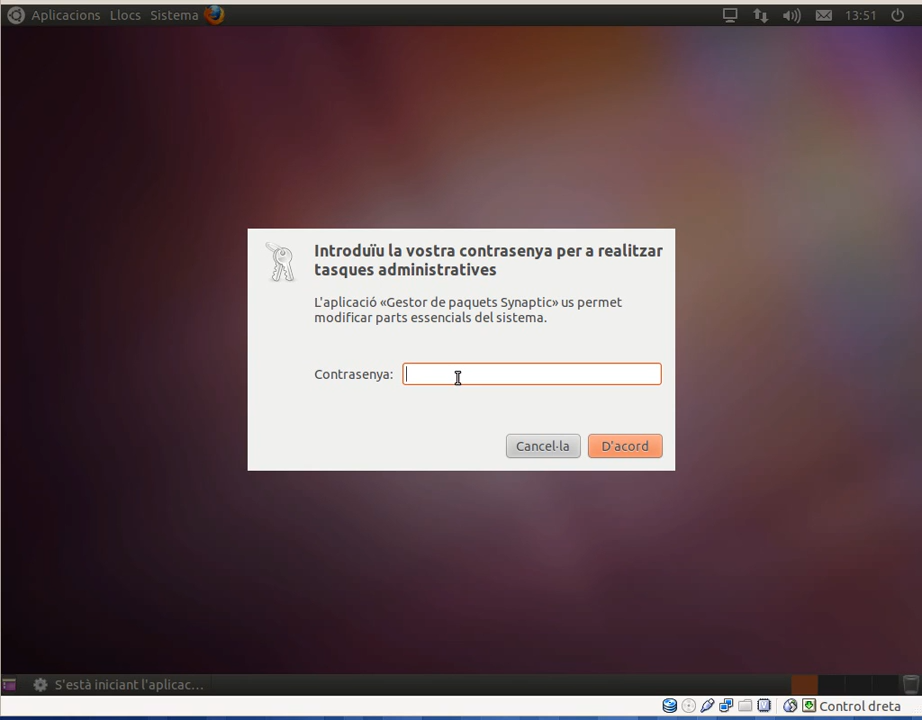 Aplicacions Llocs Sistema 13:51
Introduïu la vostra contrasenya per a realitzar
tasques administratives
L'aplicació «Gestor de paquets Synaptic» us permet
modificar parts essencials del sistema.
Contrasenya:
Cancel·la D'acord
S'està iniciant l'aplicac...
Control dreta